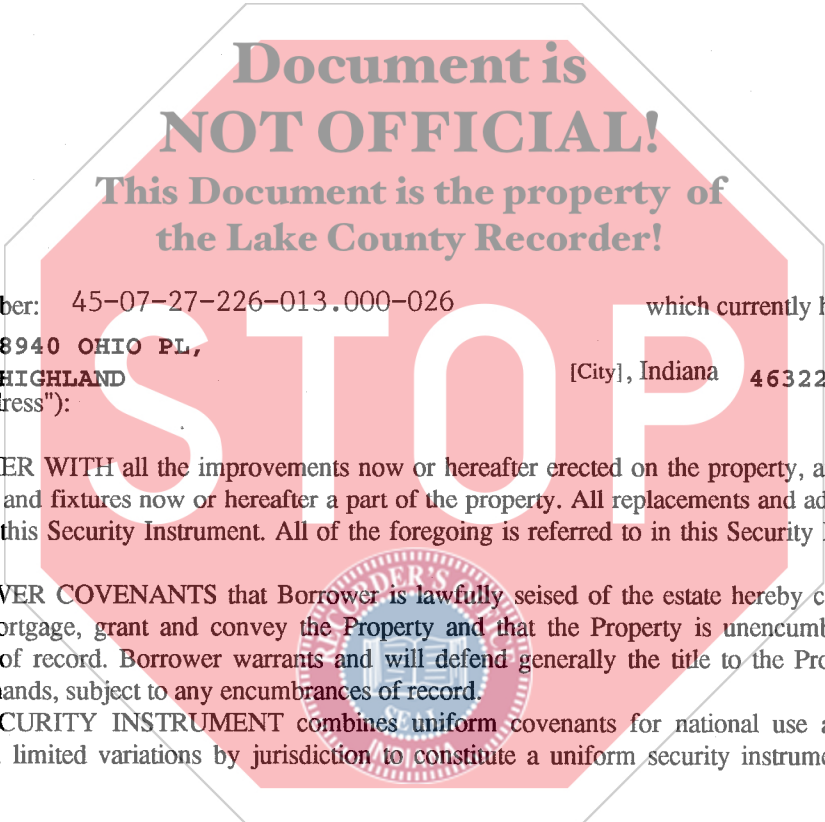 Document is
NOT OFFICIAL!
This Document is the property of
the Lake County Recorder!
ber: 45-07-27-226-013.000-026 which currently h
8940 OHIO PL,
HIGHLAND [City], Indiana 46322
dress"):
STOP
ER WITH all the improvements now or hereafter erected on the property, a
and fixtures now or hereafter a part of the property. All replacements and ad
this Security Instrument. All of the foregoing is referred to in this Security
VER COVENANTS that Borrower is lawfully seised of the estate hereby c
ortgage, grant and convey the Property and that the Property is unencumb
of record. Borrower warrants and will defend generally the title to the Pro
ands, subject to any encumbrances of record.
CURITY INSTRUMENT combines uniform covenants for national use a
limited variations by jurisdiction to constitute a uniform security instrume
RECORDER'S OFFICE
SEAL
INDIANA